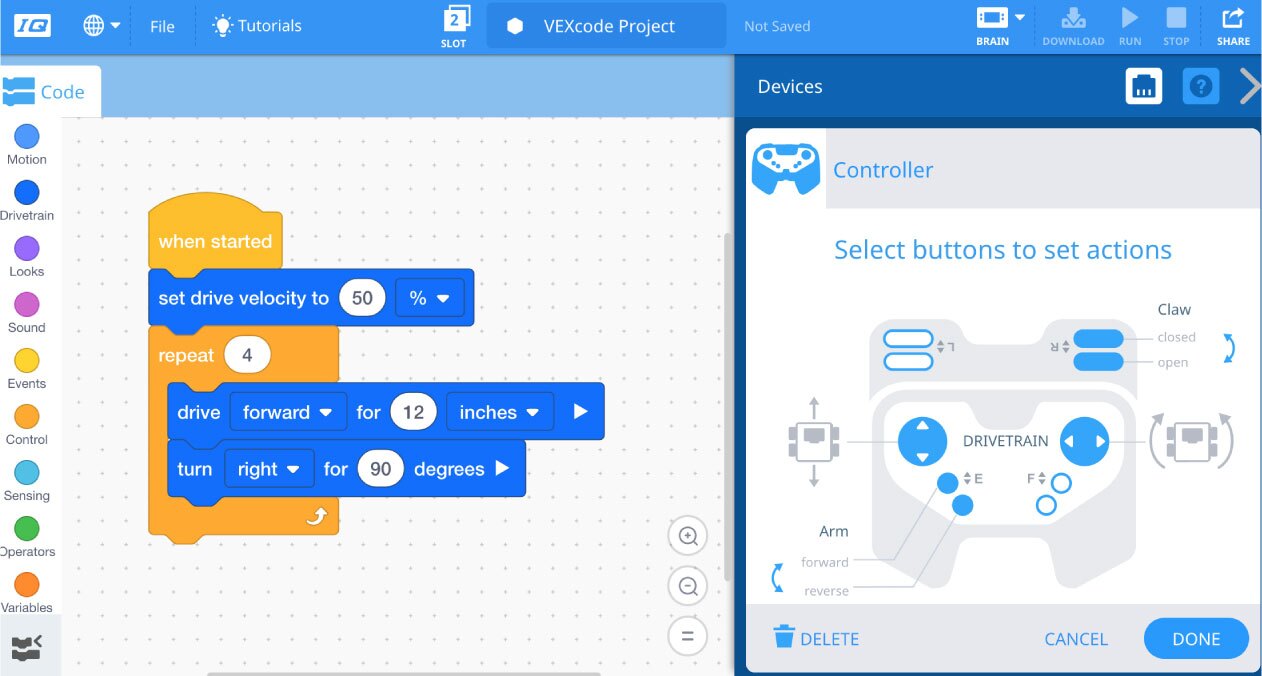 IQ
File
Tutorials
2
SLOT
VEXcode Project
Not Saved
BRAIN
DOWNLOAD
RUN
STOP
SHARE
Code
Motion
Drivetrain
Looks
Sound
Events
Control
Sensing
Operators
Variables
when started
set drive velocity to 50 %
repeat 4
drive forward for 12 inches
turn right for 90 degrees
Devices
?
Controller
Select buttons to set actions
Claw
closed
open
L
R
DRIVETRAIN
E
F
Arm
forward
reverse
DELETE
CANCEL
DONE